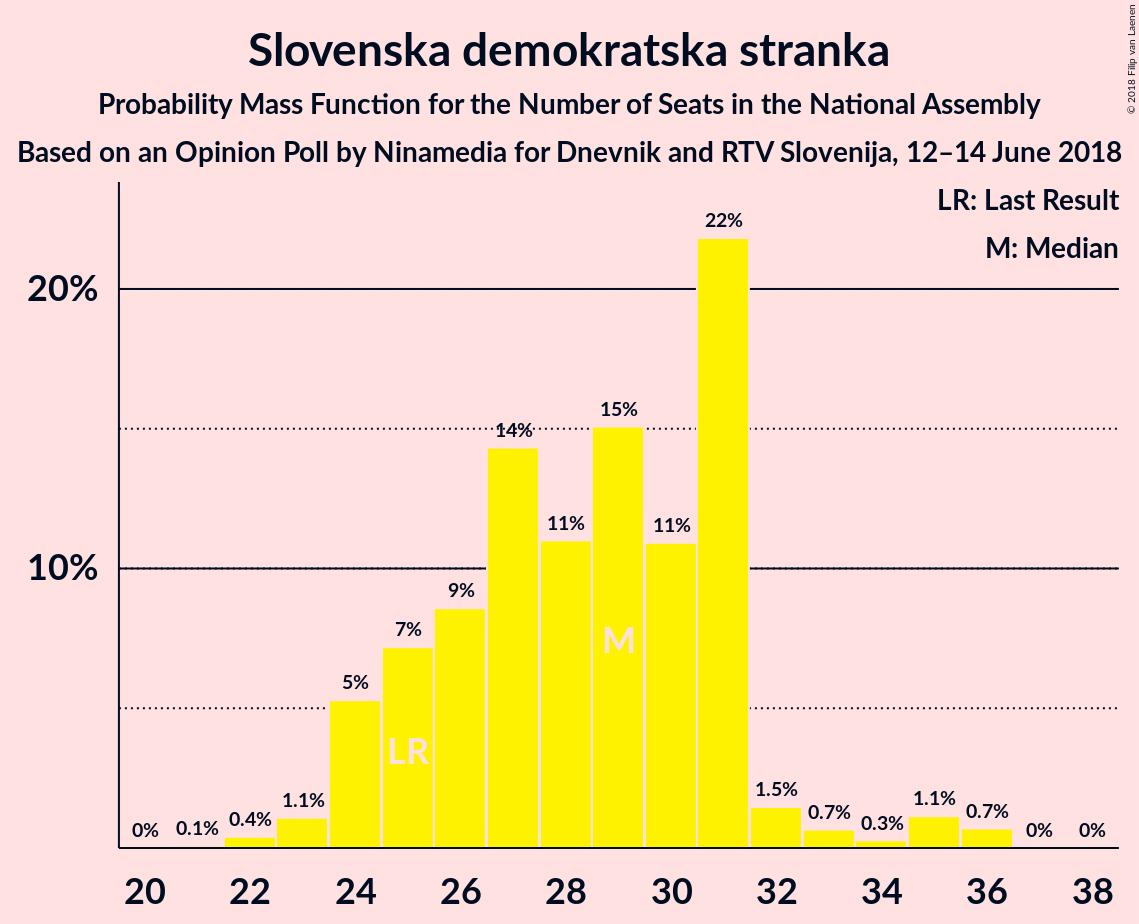 Slovenska demokratska stranka
Probability Mass Function for the Number of Seats in the National Assembly
Based on an Opinion Poll by Ninamedia for Dnevnik and RTV Slovenija, 12–14 June 2018
© 2018 Filip van Laenen
LR: Last Result
M: Median
20%
10%
0%
0.1%
0.4%
1.1%
5%
7%
9%
14%
11%
15%
11%
22%
1.5%
0.7%
0.3%
1.1%
0.7%
0%
0%
LR
M
20 22 24 26 28 30 32 34 36 38